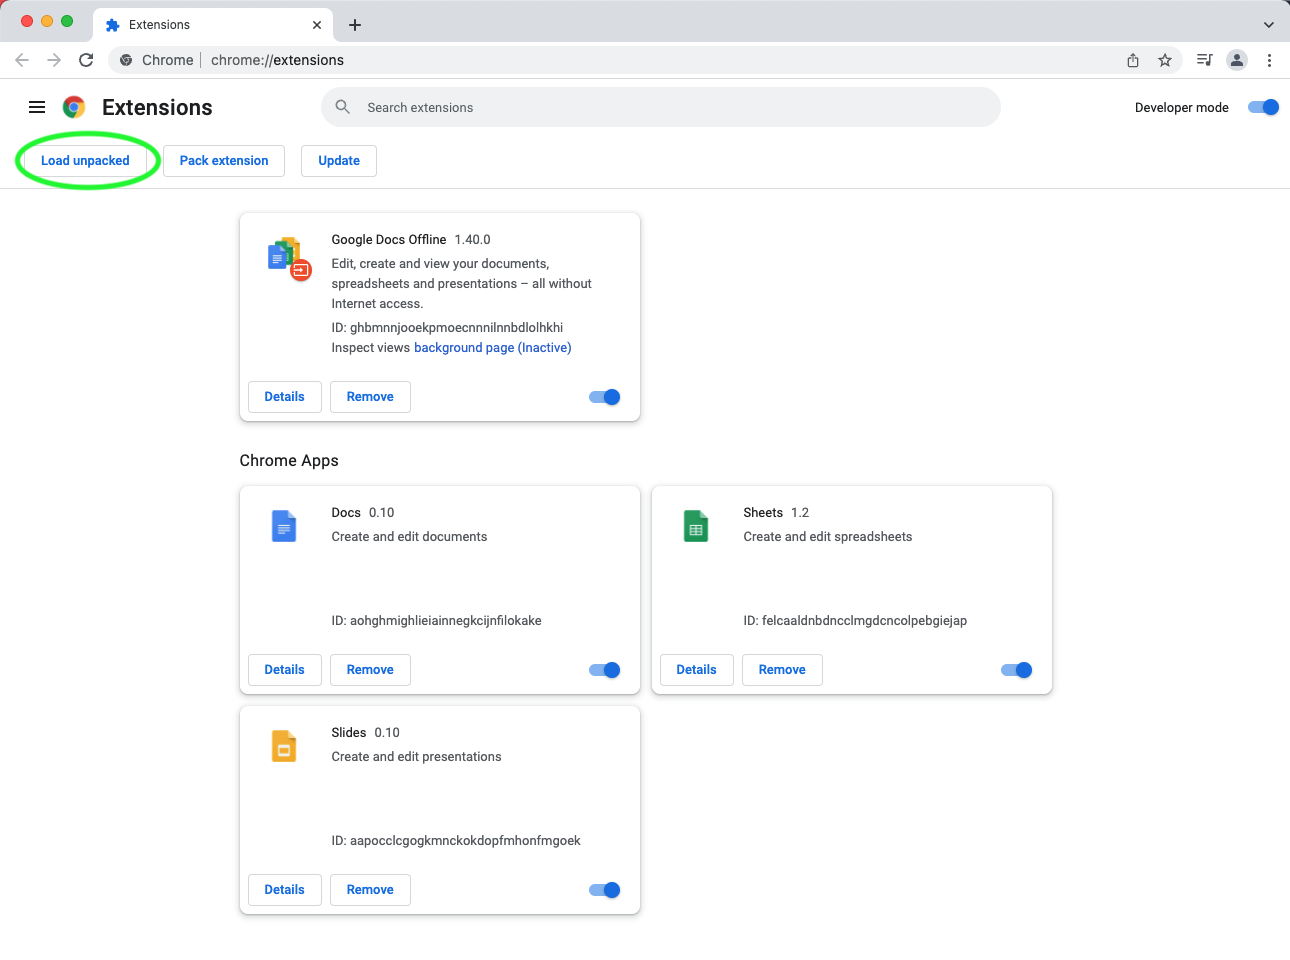 Extensions
Chrome chrome://extensions
Extensions
Search extensions
Developer mode
Load unpacked
Pack extension
Update
Google Docs Offline 1.40.0
Edit, create and view your documents,
spreadsheets and presentations – all without
Internet access.
ID: ghbmnnjooekpmoecnnnilnnbdlolhkhi
Inspect views background page (Inactive)
Details
Remove
Chrome Apps
Docs 0.10
Create and edit documents
ID: aohghmighlieiainnegkcijnfilokake
Details
Remove
Sheets 1.2
Create and edit spreadsheets
ID: felcaaldnbdncclmgdcncolpebgiejap
Details
Remove
Slides 0.10
Create and edit presentations
ID: aapocclcgogkmnckokdopfmhonfmgoek
Details
Remove